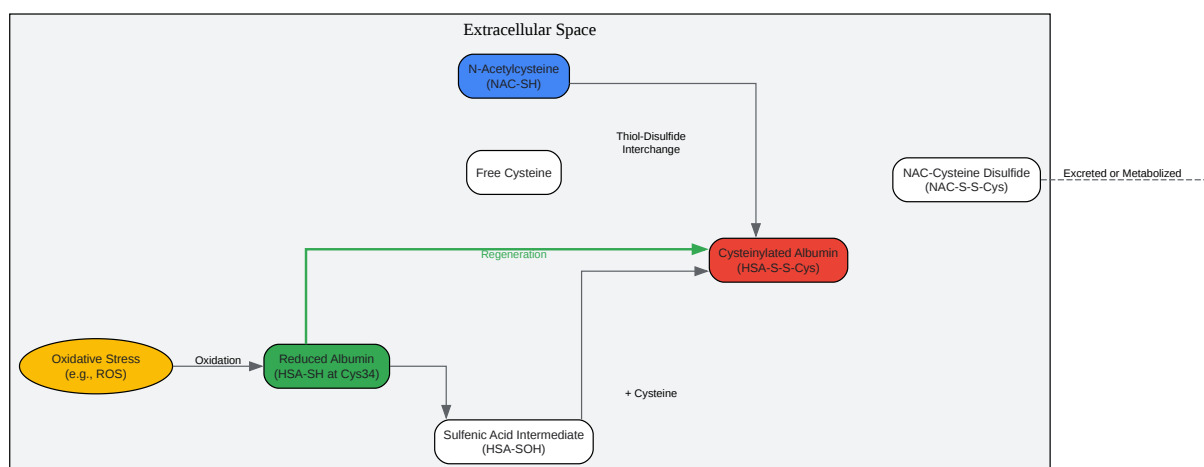 Extracellular Space
N-Acetylcysteine
(NAC-SH)
Thiol-Disulfide
Interchange
Free Cysteine
NAC-Cysteine Disulfide
(NAC-S-S-Cys)
Excreted or Metabolized
Regeneration
Cysteinylated Albumin
(HSA-S-S-Cys)
Oxidative Stress
(e.g., ROS)
Oxidation
Reduced Albumin
(HSA-SH at Cys34)
+ Cysteine
Sulfenic Acid Intermediate
(HSA-SOH)